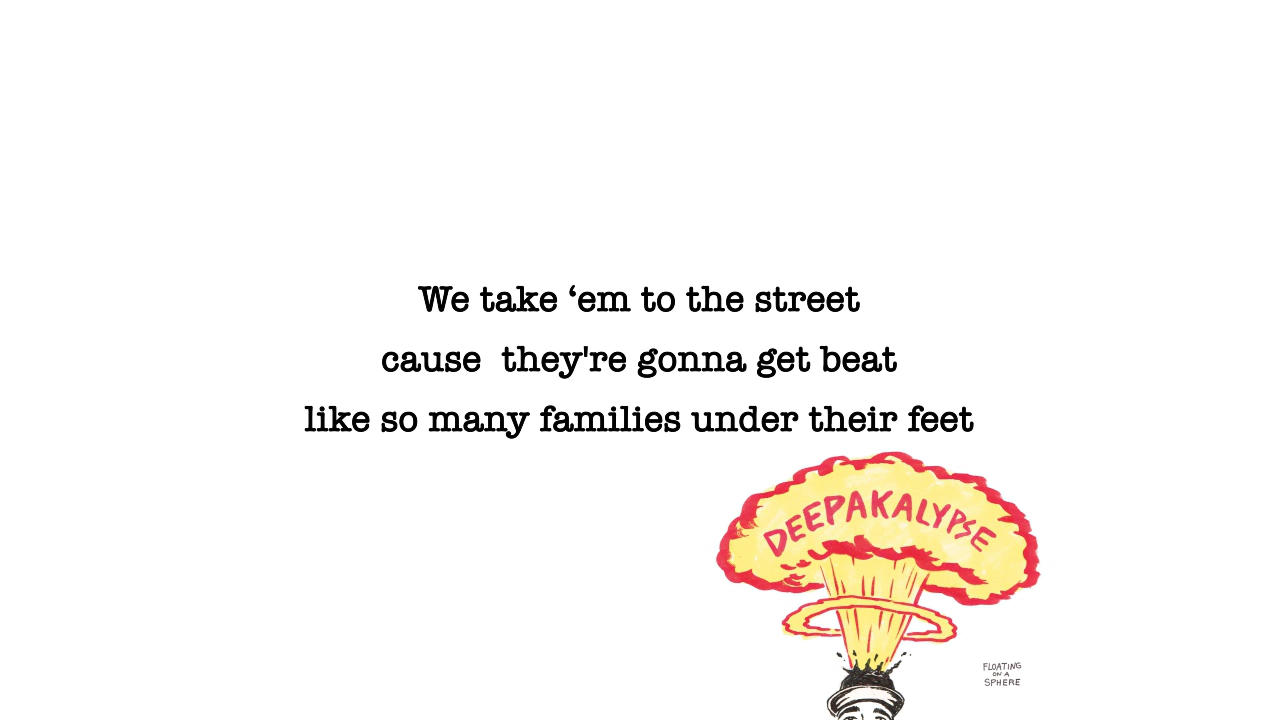 We take ‘em to the street
cause  they're gonna get beat
like so many families under their feet
DEEPAKALYPSE
FLOATING
ON A
SPHERE